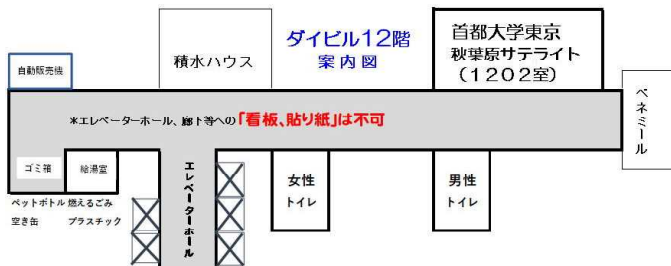 ダイビル12階
案内図
首都大学東京
秋葉原サテライト
(1202室)
積水ハウス
自動販売機
ベネミール
*エレベーターホール、廊下等への「看板、貼り紙」は不可
ゴミ箱
給湯室
エレベーターホール
女性
トイレ
男性
トイレ
ペットボトル 燃えるごみ
空き缶 プラスチック